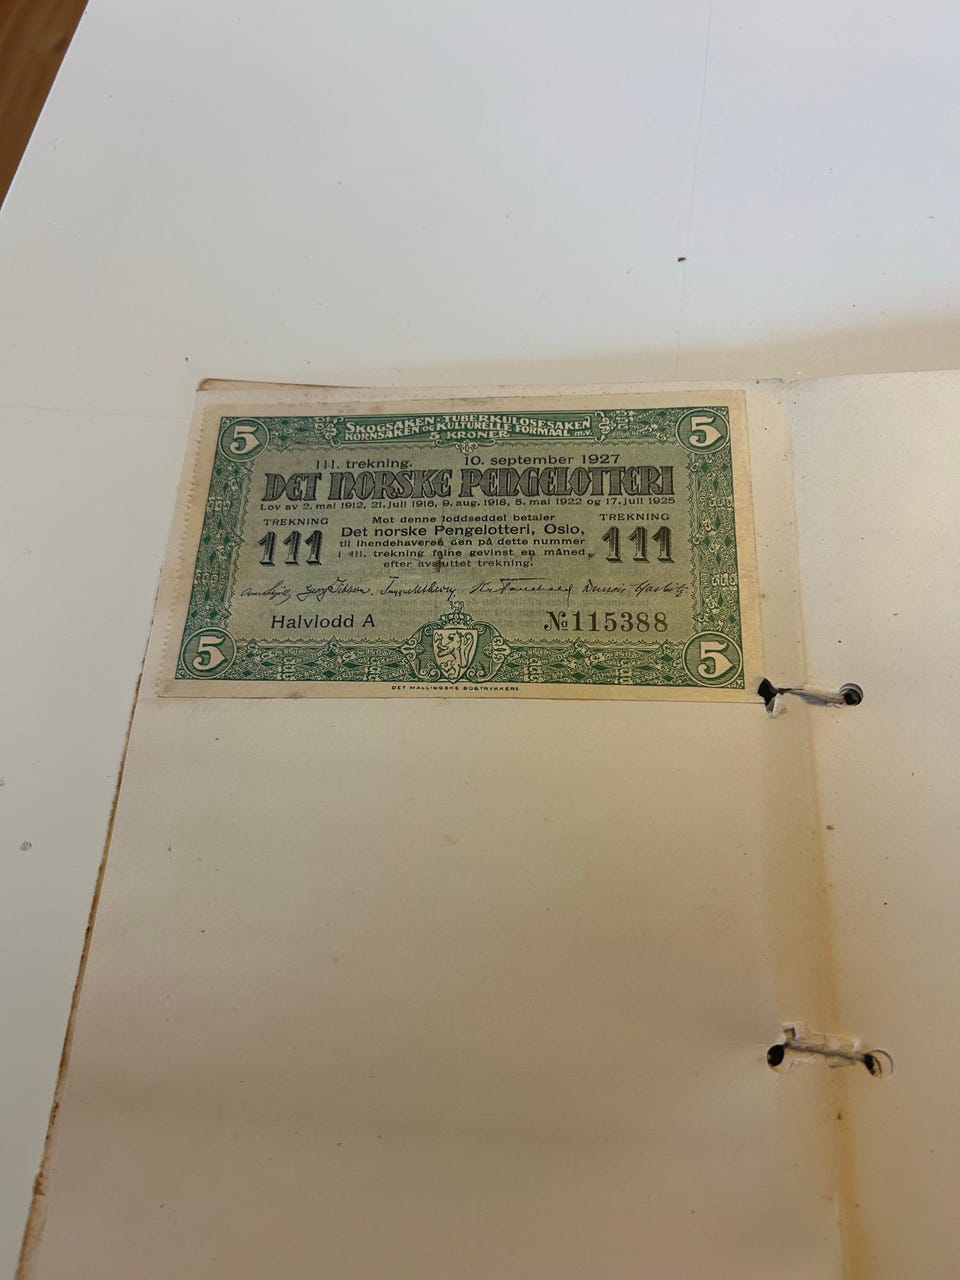 5
SKOGSAKEN · TUBERKULOSESAKEN
KORNSAKEN OG KULTURELLE FORMAAL m.v.
5 KRONER
5
111. trekning. 10. september 1927
DET NORSKE PENGELOTTERI
Lov av 2. mai 1912, 21. juli 1916, 9. aug. 1918, 5. mai 1922 og 17. juli 1925
TREKNING
111
Mot denne loddseddel betaler
Det norske Pengelotteri, Oslo,
til ihendehaveren den på dette nummer
i 111. trekning falne gevinst en måned
efter avsluttet trekning.
TREKNING
111
Halvlodd A
№ 115388
5
5
DET MALLINGSKE BOGTRYKKERI